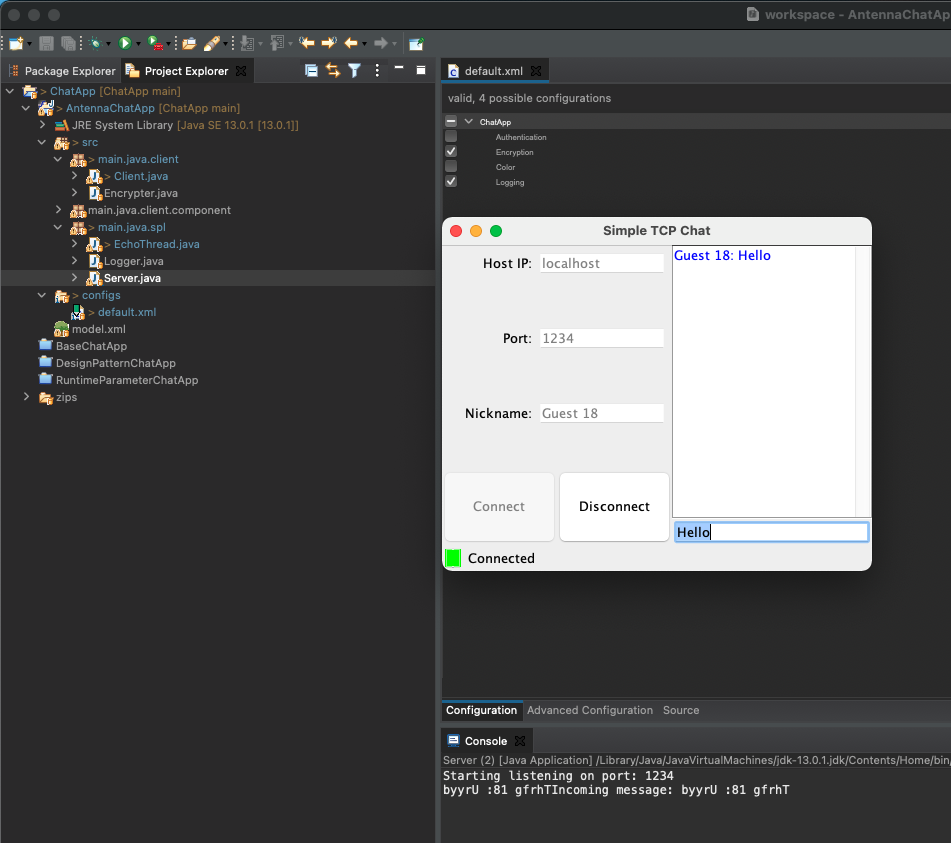 workspace - AntennaChatApp
Package Explorer
Project Explorer
> ChatApp [ChatApp main]
> AntennaChatApp [ChatApp main]
JRE System Library [Java SE 13.0.1 [13.0.1]]
> src
> main.java.client
> Client.java
Encrypter.java
main.java.client.component
> main.java.spl
> EchoThread.java
Logger.java
Server.java
> configs
> default.xml
model.xml
BaseChatApp
DesignPatternChatApp
RuntimeParameterChatApp
zips
default.xml
valid, 4 possible configurations
ChatApp
Authentication
Encryption
Color
Logging
Simple TCP Chat
Host IP: localhost
Port: 1234
Nickname: Guest 18
Connect
Disconnect
Connected
Guest 18: Hello
Hello
Configuration
Advanced Configuration
Source
Console
Server (2) [Java Application] /Library/Java/JavaVirtualMachines/jdk-13.0.1.jdk/Contents/Home/bin/
Starting listening on port: 1234
byyrU :81 gfrhTIncoming message: byyrU :81 gfrhT